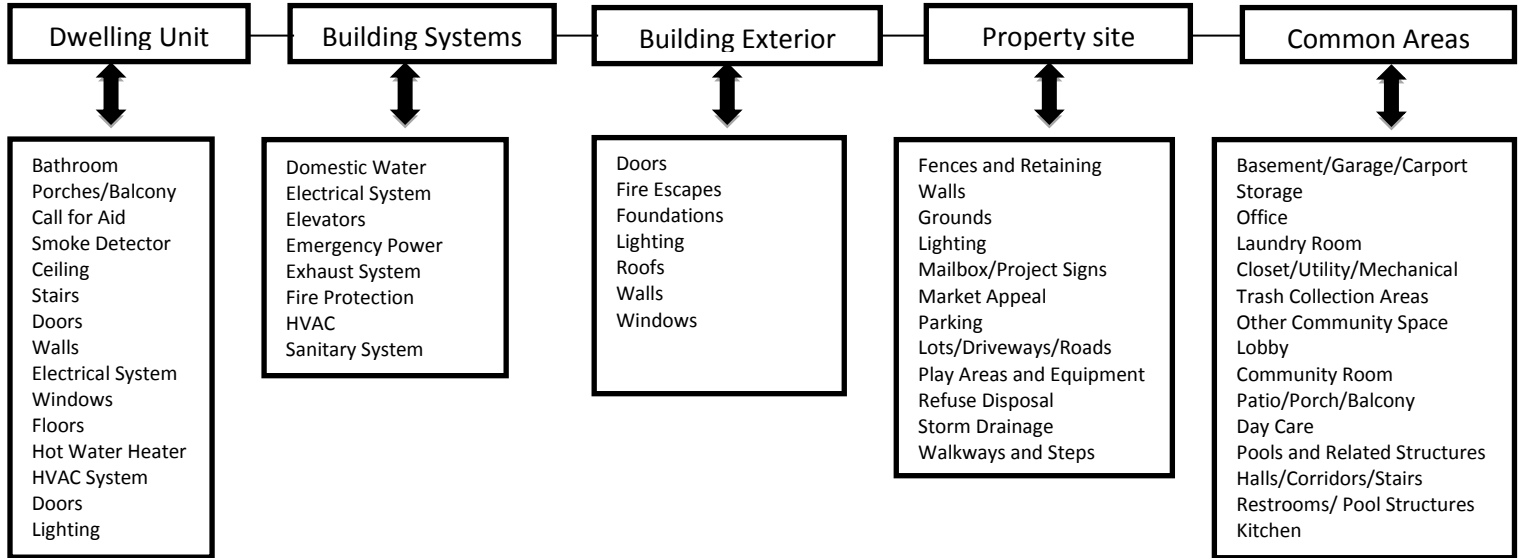 Dwelling Unit
Building Systems
Building Exterior
Property site
Common Areas
Bathroom
Porches/Balcony
Call for Aid
Smoke Detector
Ceiling
Stairs
Doors
Walls
Electrical System
Windows
Floors
Hot Water Heater
HVAC System
Doors
Lighting
Domestic Water
Electrical System
Elevators
Emergency Power
Exhaust System
Fire Protection
HVAC
Sanitary System
Doors
Fire Escapes
Foundations
Lighting
Roofs
Walls
Windows
Fences and Retaining
Walls
Grounds
Lighting
Mailbox/Project Signs
Market Appeal
Parking
Lots/Driveways/Roads
Play Areas and Equipment
Refuse Disposal
Storm Drainage
Walkways and Steps
Basement/Garage/Carport
Storage
Office
Laundry Room
Closet/Utility/Mechanical
Trash Collection Areas
Other Community Space
Lobby
Community Room
Patio/Porch/Balcony
Day Care
Pools and Related Structures
Halls/Corridors/Stairs
Restrooms/ Pool Structures
Kitchen